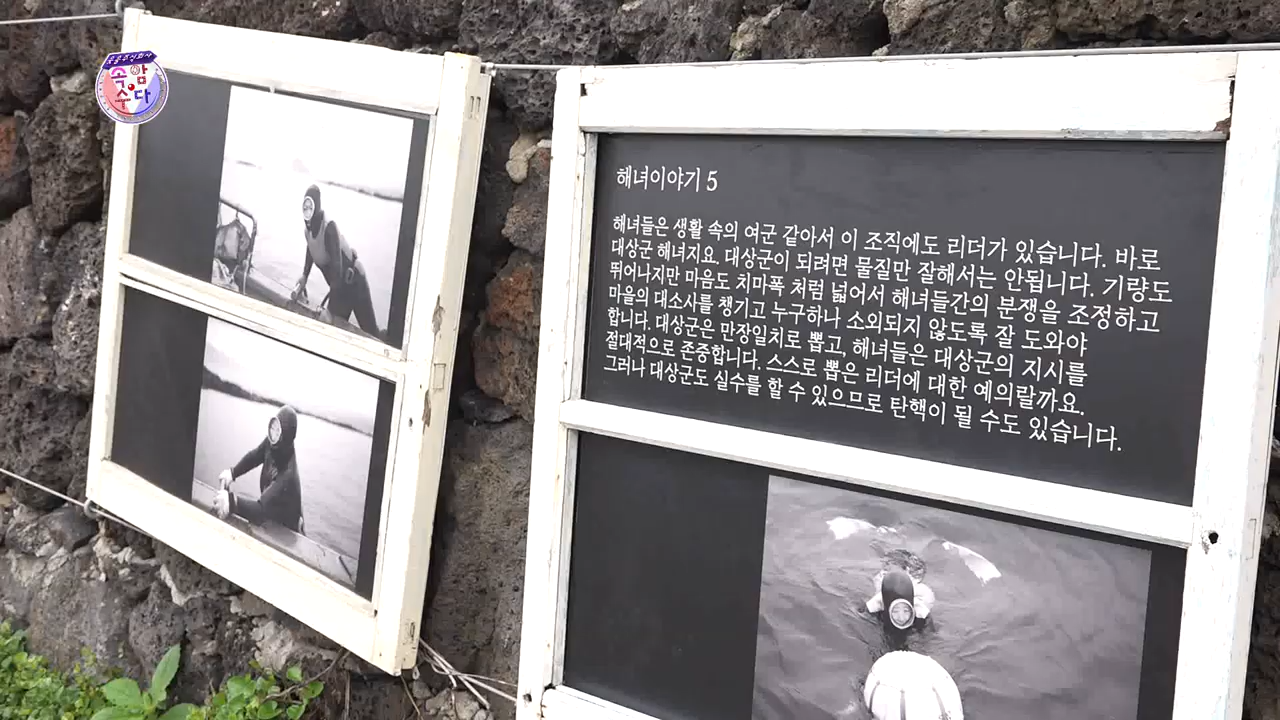 속암
수다
해녀이야기 5
해녀들은 생활 속의 여군 같아서 이 조직에도 리더가 있습니다. 바로
대상군 해녀지요. 대상군이 되려면 물질만 잘해서는 안됩니다. 기량도
뛰어나지만 마음도 치마폭 처럼 넓어서 해녀들간의 분쟁을 조정하고
마을의 대소사를 챙기고 누구하나 소외되지 않도록 잘 도와야
합니다. 대상군은 만장일치로 뽑고, 해녀들은 대상군의 지시를
절대적으로 존중합니다. 스스로 뽑은 리더에 대한 예의랄까요.
그러나 대상군도 실수를 할 수 있으므로 탄핵이 될 수도 있습니다.